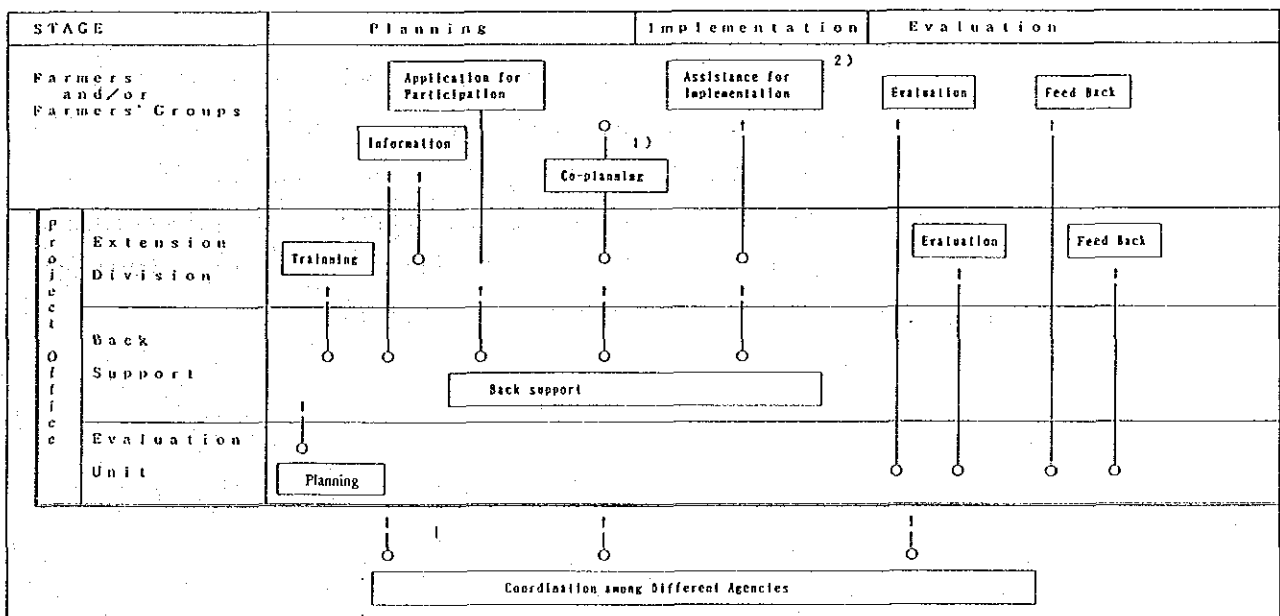 STAGE Planning Implementation Evaluation
Farmers
and/or
Farmers' Groups
Application for
Participation
Assistance for
Implementation
2)
Evaluation
Feed Back
Information
1)
Co-planning
Project Office
Extension
Division
Trainning
Evaluation
Feed Back
Back
Support
Back support
Evaluation
Unit
Planning
Coordination among Different Agencies